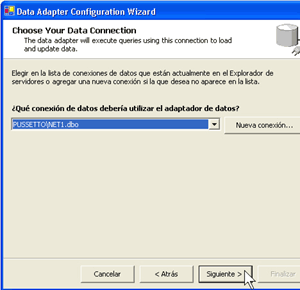 Data Adapter Configuration Wizard
Choose Your Data Connection
The data adapter will execute queries using this connection to load
and update data.
Elegir en la lista de conexiones de datos que están actualmente en el Explorador de
servidores o agregar una nueva conexión si la que desea no aparece en la lista.
¿Qué conexión de datos debería utilizar el adaptador de datos?
PUSSETTO\NET1.dbo
Nueva conexión...
Cancelar
< Atrás
Siguiente >
Finalizar